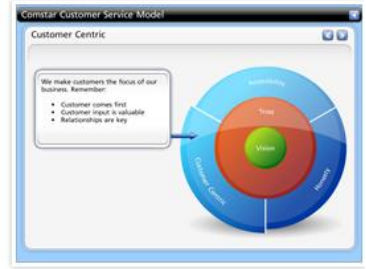 Comstar Customer Service Model
Customer Centric
We make customers the focus of our
business. Remember:
• Customer comes first
• Customer input is valuable
• Relationships are key
Accessibility
Trust
Vision
Customer Centric
Honesty